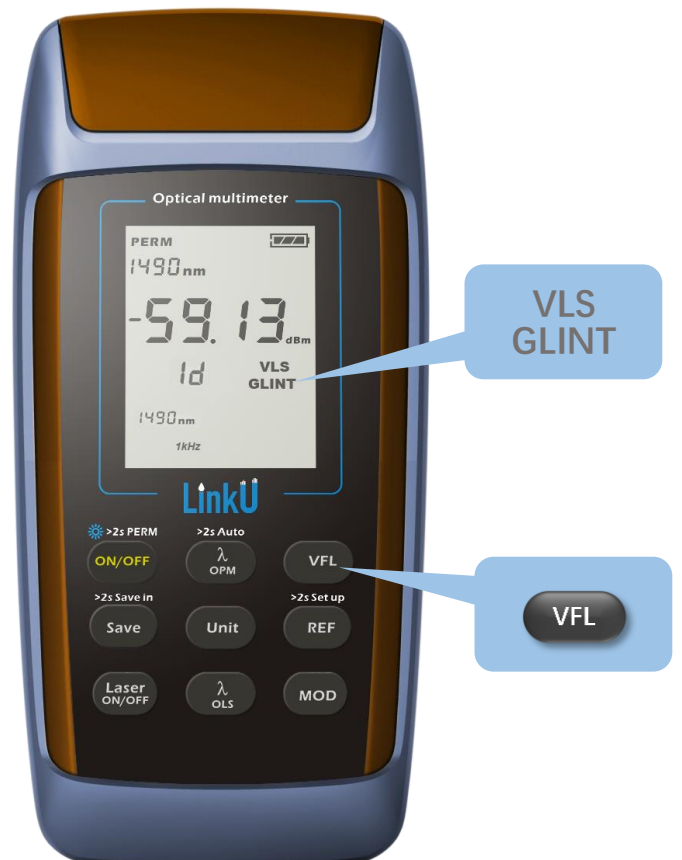 Optical multimeter
PERM
1490nm
-59.13dBm
1d
VLS
GLINT
1490nm
1kHz
LinkU
>2s PERM
>2s Auto
ON/OFF
λ
OPM
VFL
>2s Save in
>2s Set up
Save
Unit
REF
Laser
ON/OFF
λ
OLS
MOD
VLS
GLINT
VFL